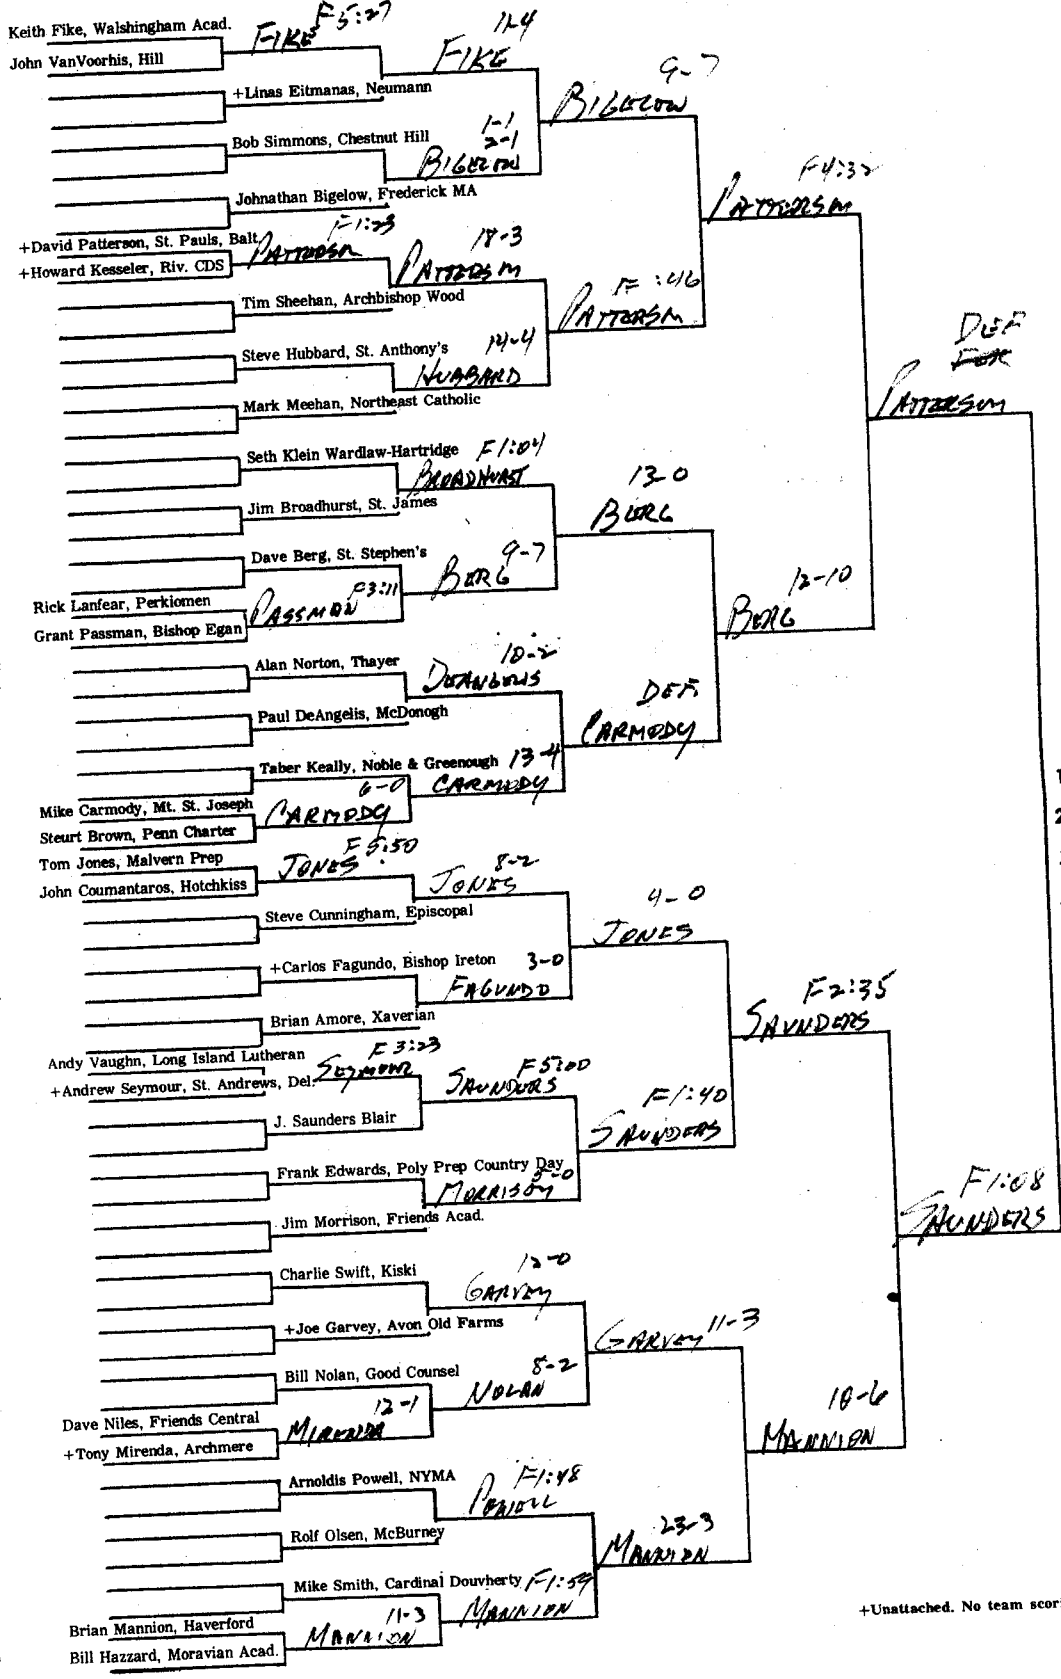 Keith Fike, Walshingham Acad.
John VanVoorhis, Hill
FIKE F5:27
+Linas Eitmanas, Neumann
FIKE 11-4
Bob Simmons, Chestnut Hill
Johnathan Bigelow, Frederick MA
BIGELOW 1-1 2-1
BIGELOW 9-7
+David Patterson, St. Pauls, Balt.
+Howard Kesseler, Riv. CDS
PATTERSON F1:23
Tim Sheehan, Archbishop Wood
PATTERSON 18-3
Steve Hubbard, St. Anthony's
Mark Meehan, Northeast Catholic
HUBBARD 14-4
PATTERSON F :46
PATTERSON F4:32
Seth Klein Wardlaw-Hartridge
Jim Broadhurst, St. James
BROADHURST F1:04
Dave Berg, St. Stephen's
Rick Lanfear, Perkiomen
Grant Passman, Bishop Egan
PASSMAN F3:11
BERG 9-7
BERG 13-0
Alan Norton, Thayer
Paul DeAngelis, McDonogh
DEANGELIS 10-2
Taber Keally, Noble & Greenough
Mike Carmody, Mt. St. Joseph
Steurt Brown, Penn Charter
CARMODY 6-0
CARMODY 13-4
CARMODY DEF.
BERG 12-10
PATTERSON DEF
Tom Jones, Malvern Prep
John Coumantaros, Hotchkiss
JONES F5:50
Steve Cunningham, Episcopal
JONES 8-2
+Carlos Fagundo, Bishop Ireton
Brian Amore, Xaverian
FAGUNDO 3-0
JONES 4-0
Andy Vaughn, Long Island Lutheran
+Andrew Seymour, St. Andrews, Del.
SEYMOUR F3:23
J. Saunders Blair
SAUNDERS F5:00
Frank Edwards, Poly Prep Country Day
Jim Morrison, Friends Acad.
MORRISON
SAUNDERS F1:40
SAUNDERS F2:35
Charlie Swift, Kiski
+Joe Garvey, Avon Old Farms
GARVEY 12-0
Bill Nolan, Good Counsel
Dave Niles, Friends Central
+Tony Mirenda, Archmere
MIRENDA 12-1
NOLAN 8-2
GARVEY 11-3
Arnoldis Powell, NYMA
Rolf Olsen, McBurney
POWELL F1:48
Mike Smith, Cardinal Douvherty
Brian Mannion, Haverford
Bill Hazzard, Moravian Acad.
MANNION 11-3
MANNION F1:59
MANNION 23-3
MANNION 10-6
SAUNDERS F1:08
+Unattached. No team scor